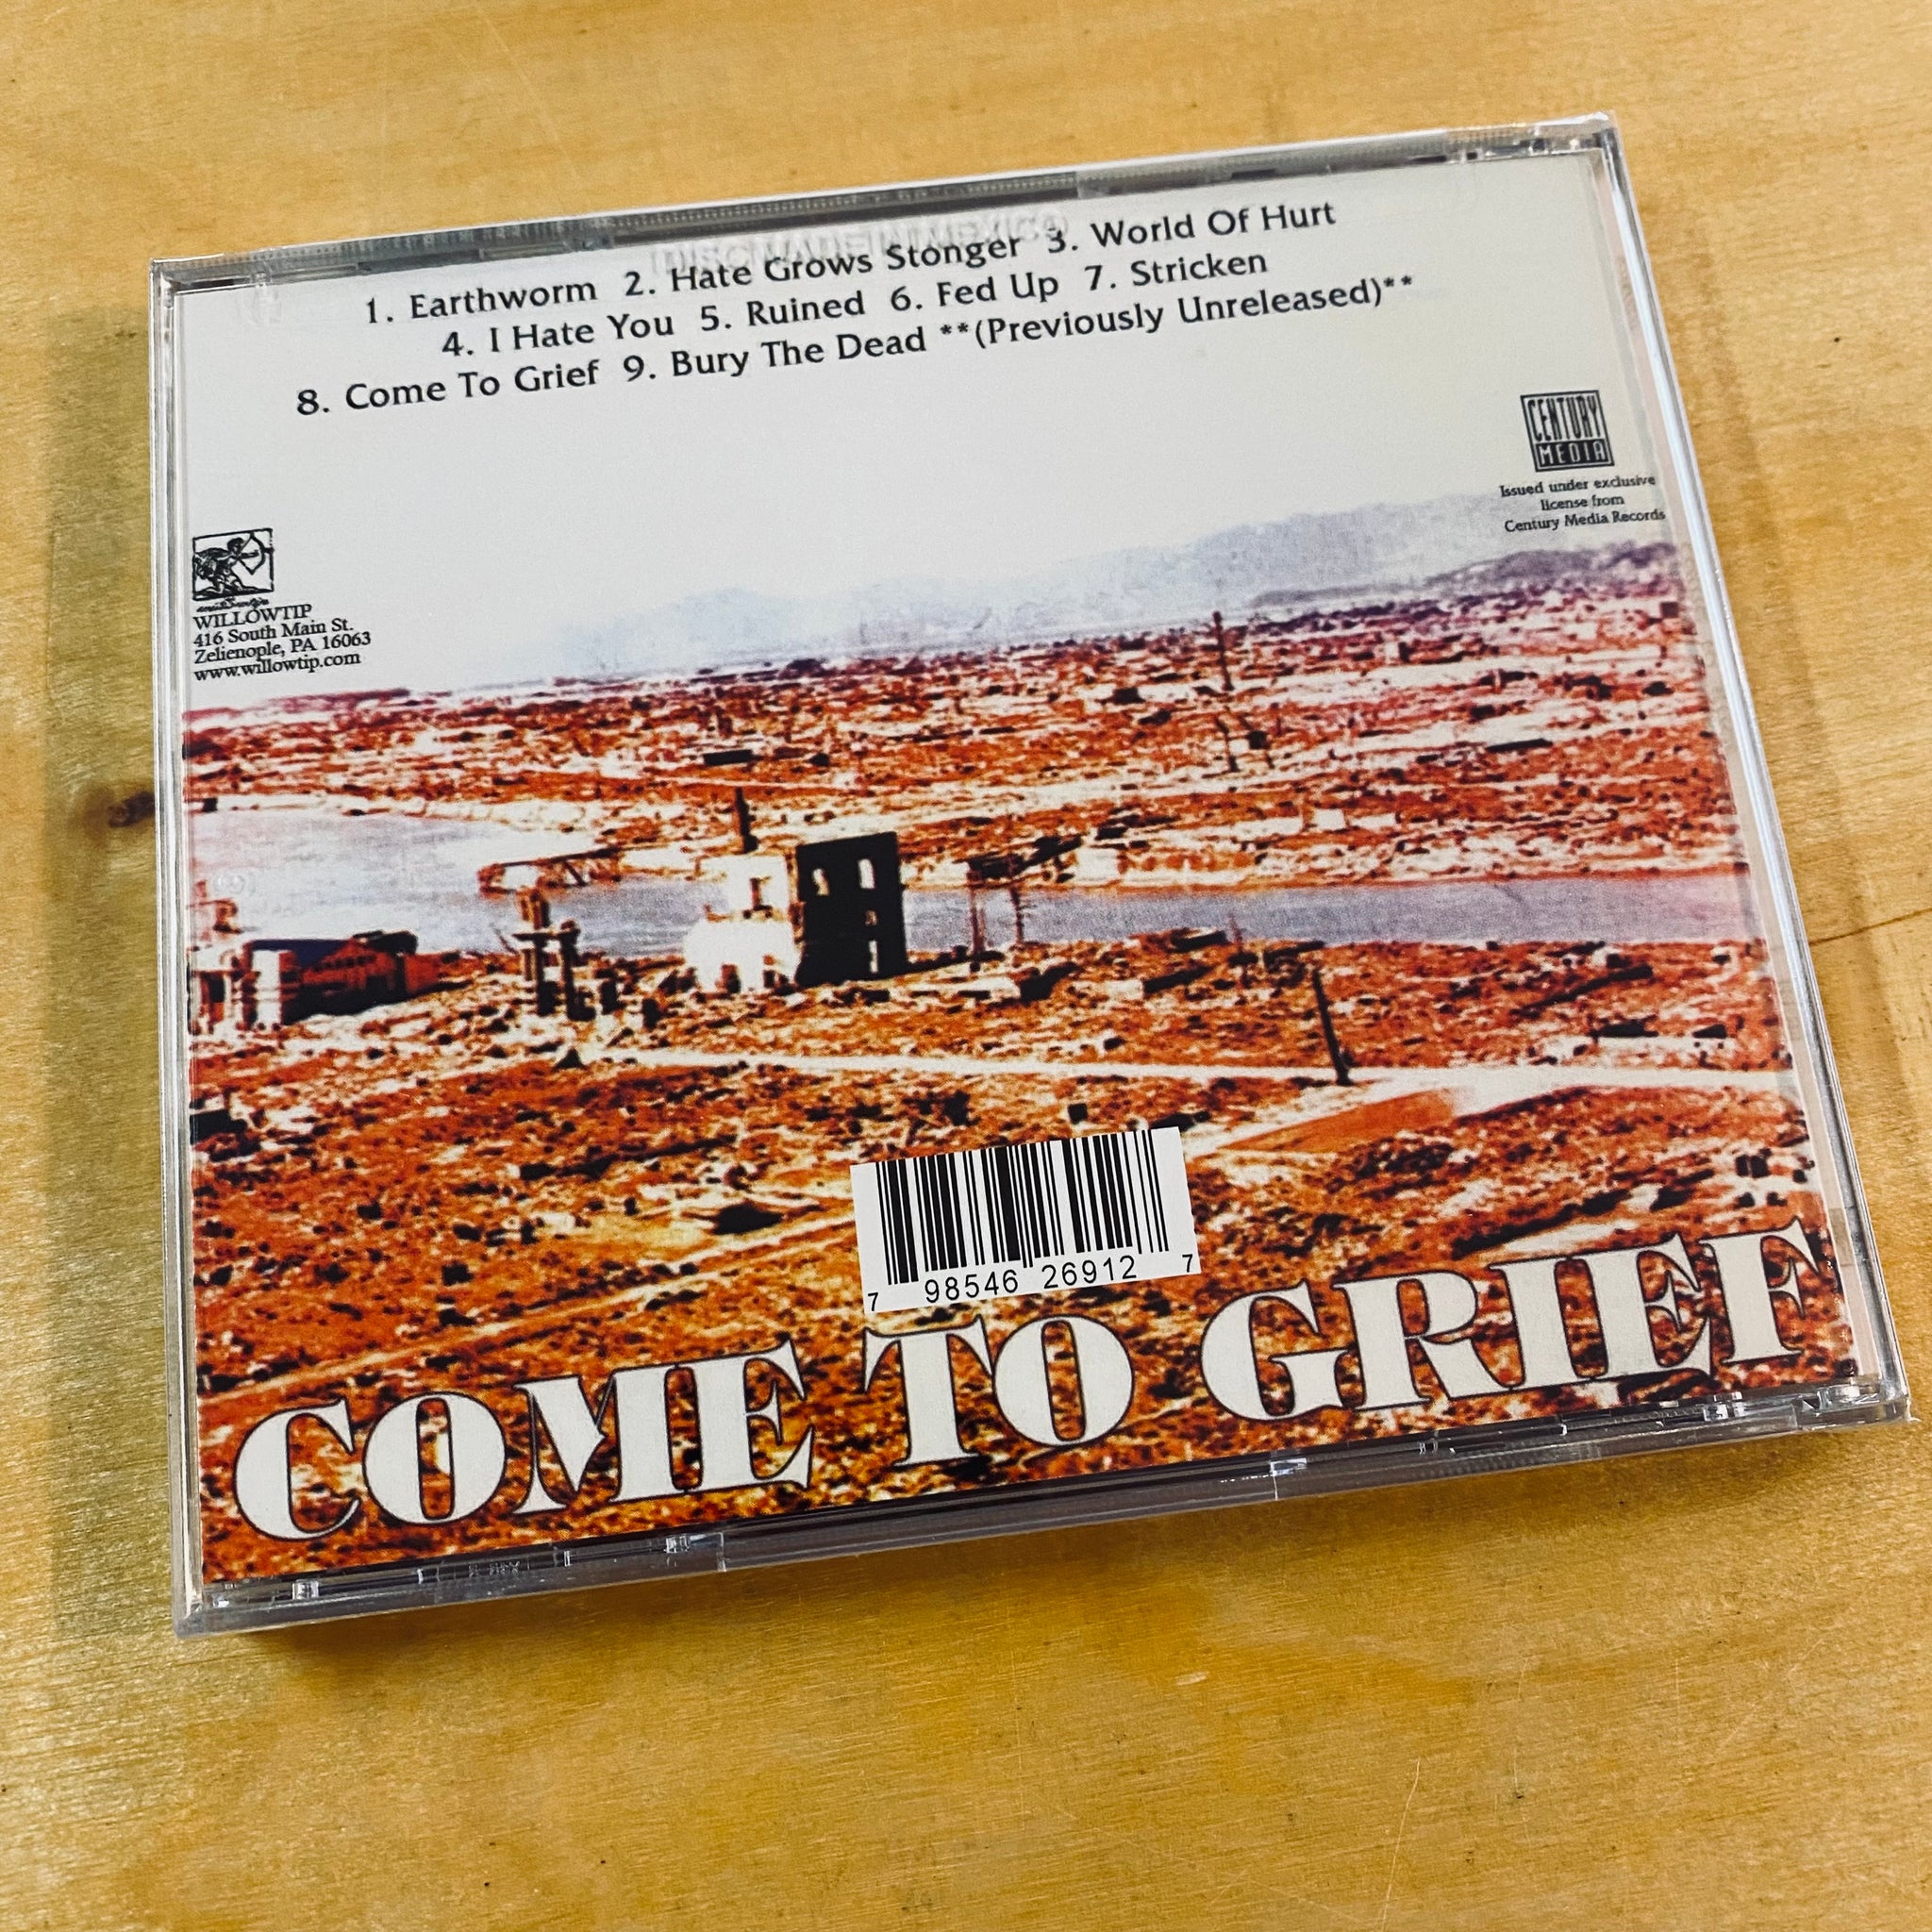 DISC MADE IN MEXICO
1. Earthworm 2. Hate Grows Stonger 3. World Of Hurt
4. I Hate You 5. Ruined 6. Fed Up 7. Stricken
8. Come To Grief 9. Bury The Dead **(Previously Unreleased)**
CENTURY
MEDIA
Issued under exclusive
license from
Century Media Records
WILLOWTIP
416 South Main St.
Zelienople, PA 16063
www.willowtip.com
7 98546 26912 7
COME TO GRIEF